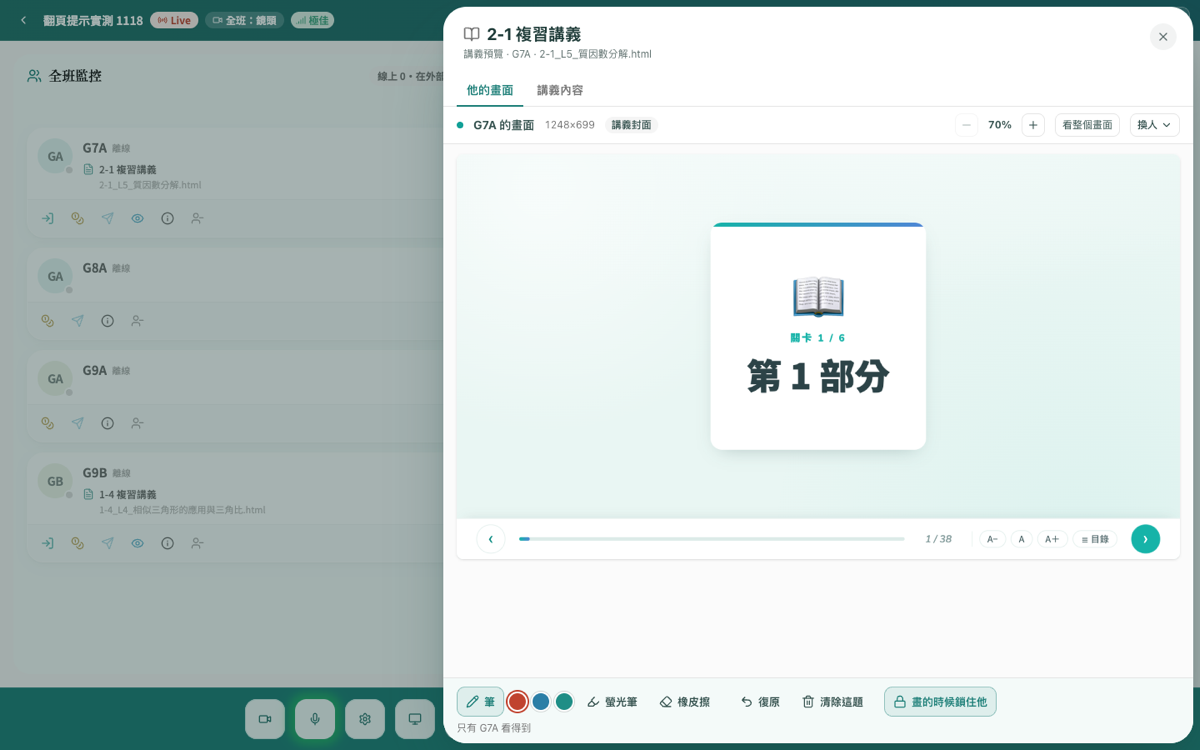 翻頁提示實測 1118 Live 全班：鏡頭 極佳
全班監控
線上 0・在外部
GA
G7A 離線
2-1 複習講義
2-1_L5_質因數分解.html
GA
G8A 離線
GA
G9A 離線
GB
G9B 離線
1-4 複習講義
1-4_L4_相似三角形的應用與三角比.html
2-1 複習講義
講義預覽 · G7A · 2-1_L5_質因數分解.html
他的畫面 講義內容
G7A 的畫面 1248×699 講義封面 － 70% ＋ 看整個畫面 換人
關卡 1 / 6
第 1 部分
‹ 1 / 38 A− A A＋ ≡ 目錄 ›
筆 螢光筆 橡皮擦 復原 清除這題 畫的時候鎖住他
只有 G7A 看得到